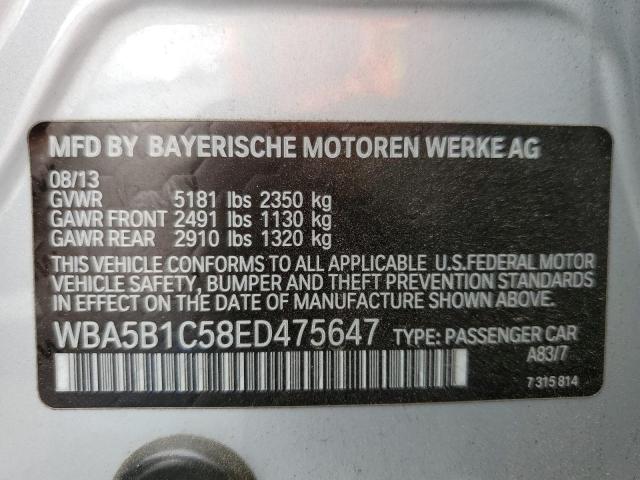 MFD BY BAYERISCHE MOTOREN WERKE AG
08/13
GVWR 5181 lbs 2350 kg
GAWR FRONT 2491 lbs 1130 kg
GAWR REAR 2910 lbs 1320 kg
THIS VEHICLE CONFORMS TO ALL APPLICABLE U.S.FEDERAL MOTOR
VEHICLE SAFETY, BUMPER AND THEFT PREVENTION STANDARDS
IN EFFECT ON THE DATE OF MANUFACTURE SHOWN ABOVE.
WBA5B1C58ED475647 TYPE: PASSENGER CAR
A83/7
7 315 814